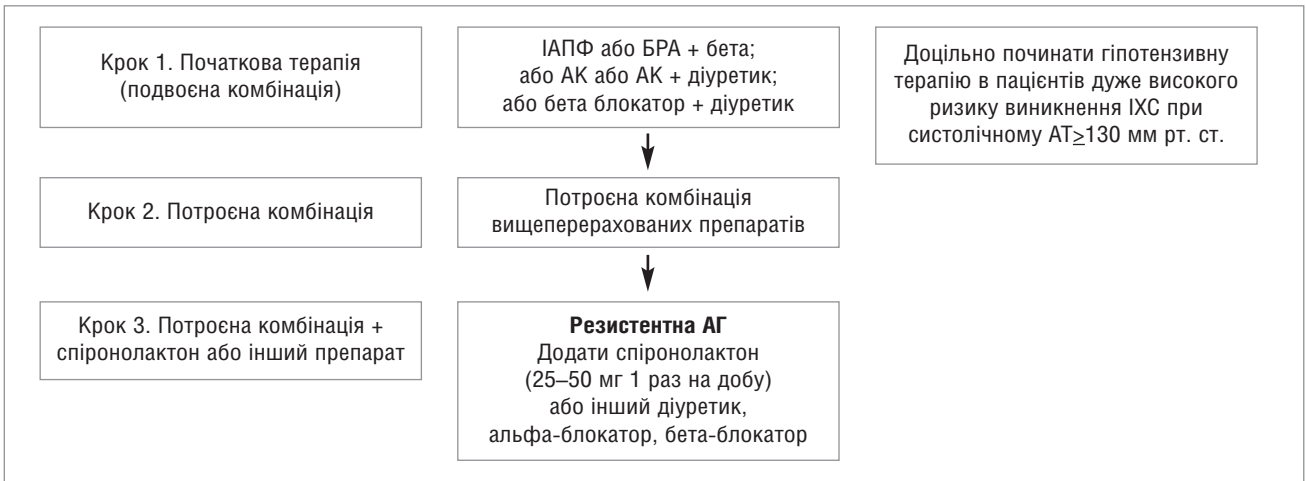 Крок 1. Початкова терапія
(подвоєна комбінація)
ІАПФ або БРА + бета;
або АК або АК + діуретик;
або бета блокатор + діуретик
Доцільно починати гіпотензивну
терапію в пацієнтів дуже високого
ризику виникнення ІХС при
систолічному АТ≥130 мм рт. ст.
Крок 2. Потроєна комбінація
Потроєна комбінація
вищеперерахованих препаратів
Крок 3. Потроєна комбінація +
спіронолактон або інший препарат
Резистентна АГ
Додати спіронолактон
(25–50 мг 1 раз на добу)
або інший діуретик,
альфа-блокатор, бета-блокатор